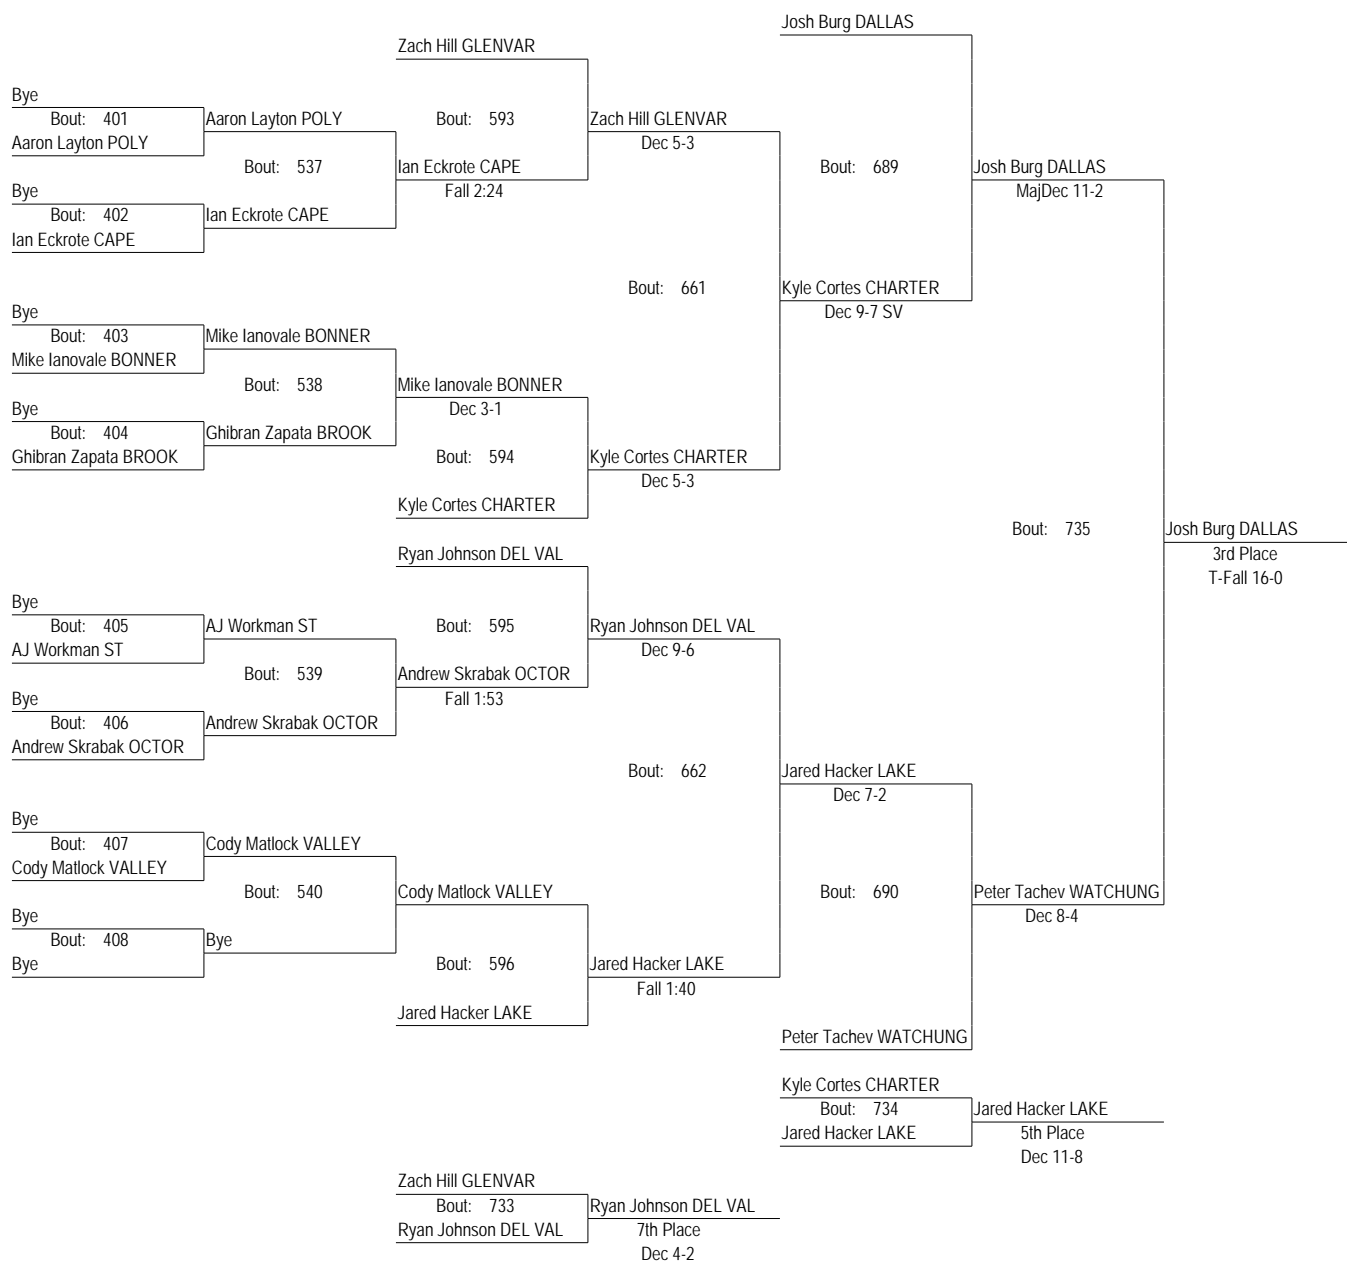 Josh Burg DALLAS
Zach Hill GLENVAR
Bye
Bout: 401
Aaron Layton POLY
Bout: 593
Zach Hill GLENVAR
Aaron Layton POLY
Dec 5-3
Bout: 537
Ian Eckrote CAPE
Bout: 689
Josh Burg DALLAS
Bye
Fall 2:24
MajDec 11-2
Bout: 402
Ian Eckrote CAPE
Ian Eckrote CAPE
Bout: 661
Kyle Cortes CHARTER
Bye
Dec 9-7 SV
Bout: 403
Mike Ianovale BONNER
Mike Ianovale BONNER
Bout: 538
Mike Ianovale BONNER
Bye
Dec 3-1
Bout: 404
Ghibran Zapata BROOK
Ghibran Zapata BROOK
Bout: 594
Kyle Cortes CHARTER
Dec 5-3
Kyle Cortes CHARTER
Bout: 735
Josh Burg DALLAS
Ryan Johnson DEL VAL
3rd Place
T-Fall 16-0
Bye
Bout: 405
AJ Workman ST
Bout: 595
Ryan Johnson DEL VAL
AJ Workman ST
Dec 9-6
Bout: 539
Andrew Skrabak OCTOR
Bye
Fall 1:53
Bout: 406
Andrew Skrabak OCTOR
Andrew Skrabak OCTOR
Bout: 662
Jared Hacker LAKE
Dec 7-2
Bye
Bout: 407
Cody Matlock VALLEY
Cody Matlock VALLEY
Bout: 540
Cody Matlock VALLEY
Bout: 690
Peter Tachev WATCHUNG
Bye
Dec 8-4
Bout: 408
Bye
Bye
Bout: 596
Jared Hacker LAKE
Fall 1:40
Jared Hacker LAKE
Peter Tachev WATCHUNG
Kyle Cortes CHARTER
Bout: 734
Jared Hacker LAKE
Jared Hacker LAKE
5th Place
Dec 11-8
Zach Hill GLENVAR
Bout: 733
Ryan Johnson DEL VAL
Ryan Johnson DEL VAL
7th Place
Dec 4-2